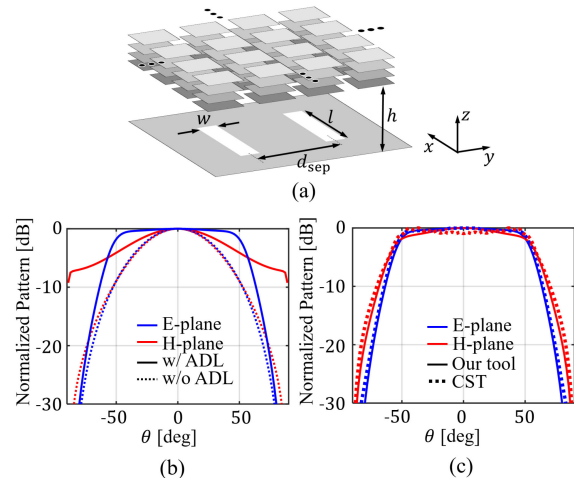 w
l
h
d_sep
z
x
y
(a)
Normalized Pattern [dB]
0
-10
-20
-30
E-plane
H-plane
w/ ADL
w/o ADL
-50
0
50
θ [deg]
(b)
Normalized Pattern [dB]
0
-10
-20
-30
E-plane
H-plane
Our tool
CST
-50
0
50
θ [deg]
(c)